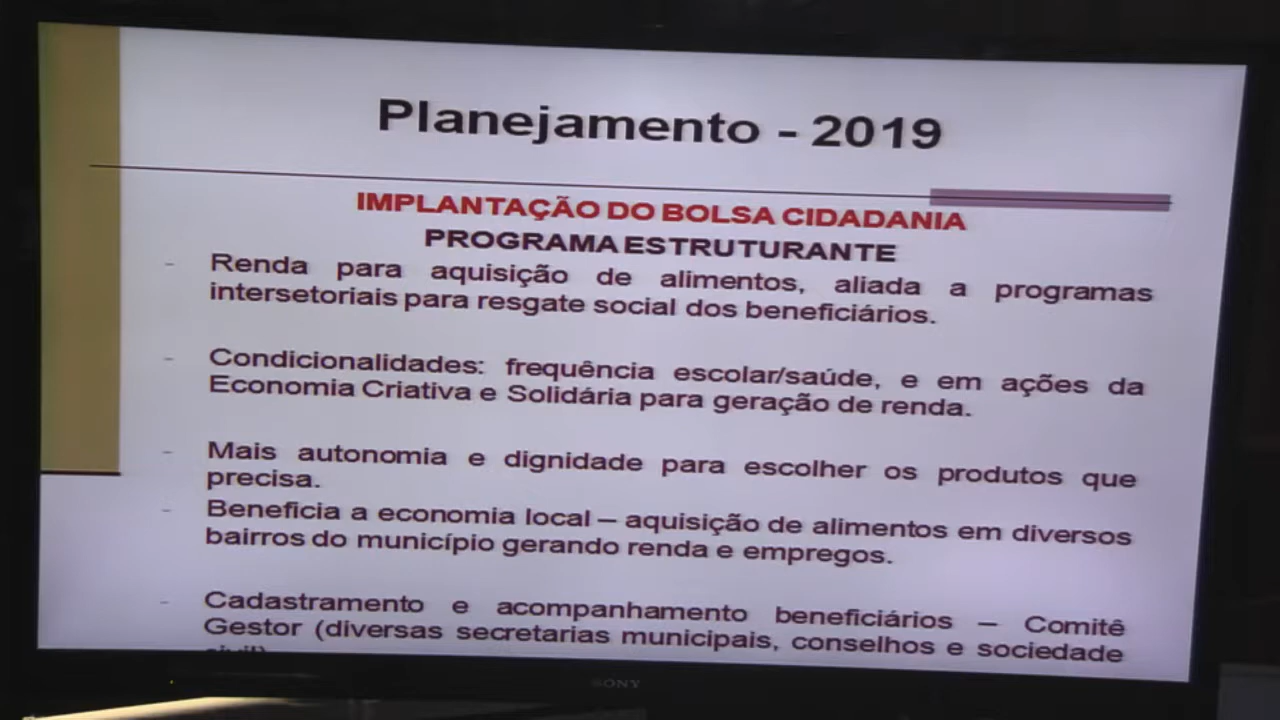 Planejamento - 2019
IMPLANTAÇÃO DO BOLSA CIDADANIA
PROGRAMA ESTRUTURANTE
- Renda para aquisição de alimentos, aliada a programas
intersetoriais para resgate social dos beneficiários.
- Condicionalidades: frequência escolar/saúde, e em ações da
Economia Criativa e Solidária para geração de renda.
- Mais autonomia e dignidade para escolher os produtos que
precisa.
- Beneficia a economia local – aquisição de alimentos em diversos
bairros do município gerando renda e empregos.
- Cadastramento e acompanhamento beneficiários – Comitê
Gestor (diversas secretarias municipais, conselhos e sociedade
civil)
SONY